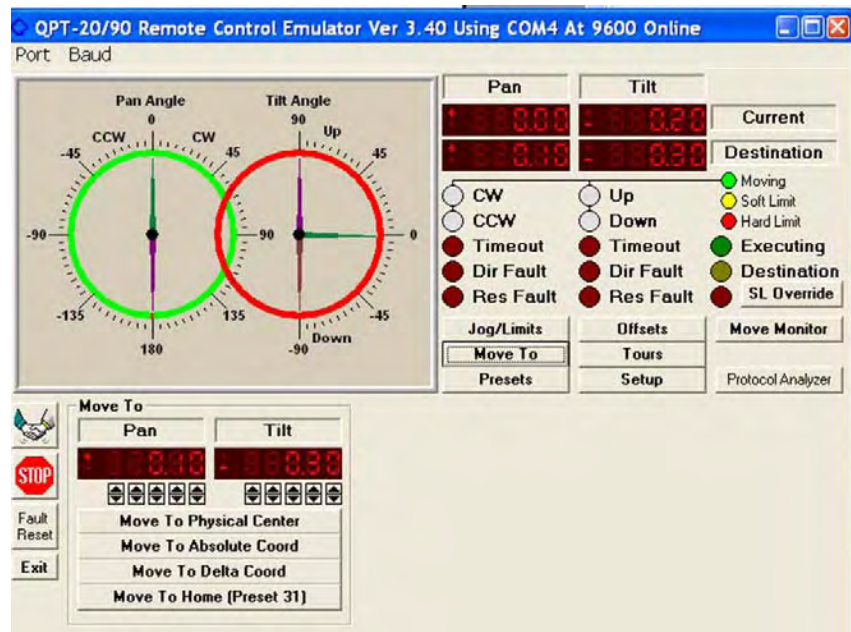 QPT-20/90 Remote Control Emulator Ver 3.40 Using COM4 At 9600 Online
Port Baud
Pan Angle Tilt Angle
0 90
CCW CW Up
-45 45 45
-90 90 0
-135 135 -45
Down
180 -90
Pan Tilt
0.00 - 0.20 Current
0.10 - 0.30 Destination
Moving
CW Up Soft Limit
CCW Down Hard Limit
Timeout Timeout Executing
Dir Fault Dir Fault Destination
Res Fault Res Fault SL Override
Jog/Limits Offsets Move Monitor
Move To Tours
Presets Setup Protocol Analyzer
Move To
Pan Tilt
STOP
0.10 - 0.30
Fault
Reset
Exit
Move To Physical Center
Move To Absolute Coord
Move To Delta Coord
Move To Home (Preset 31)